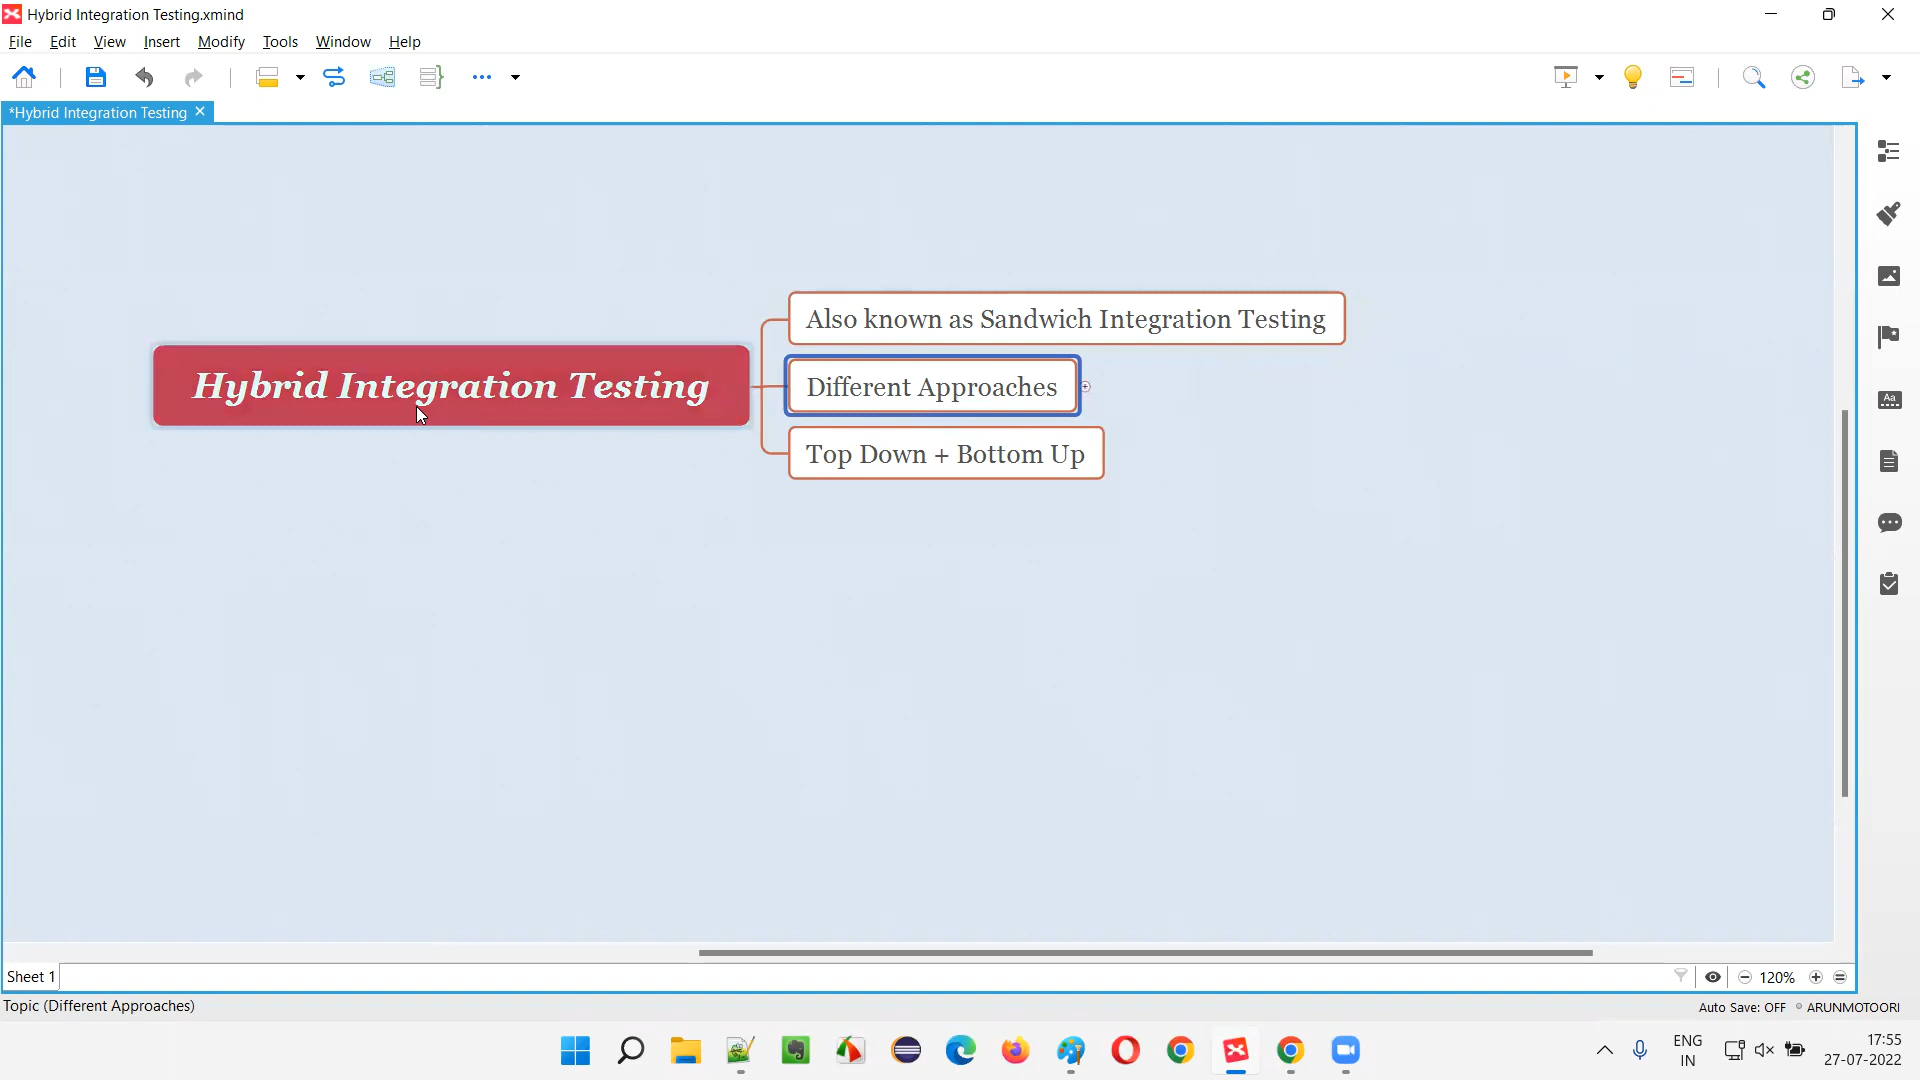 Hybrid Integration Testing.xmind
File Edit View Insert Modify Tools Window Help
*Hybrid Integration Testing
Also known as Sandwich Integration Testing
Hybrid Integration Testing
Different Approaches
Top Down + Bottom Up
Aa
Sheet 1
120%
Topic (Different Approaches)
Auto Save: OFF ARUNMOTOORI
ENG
IN
17:55
27-07-2022